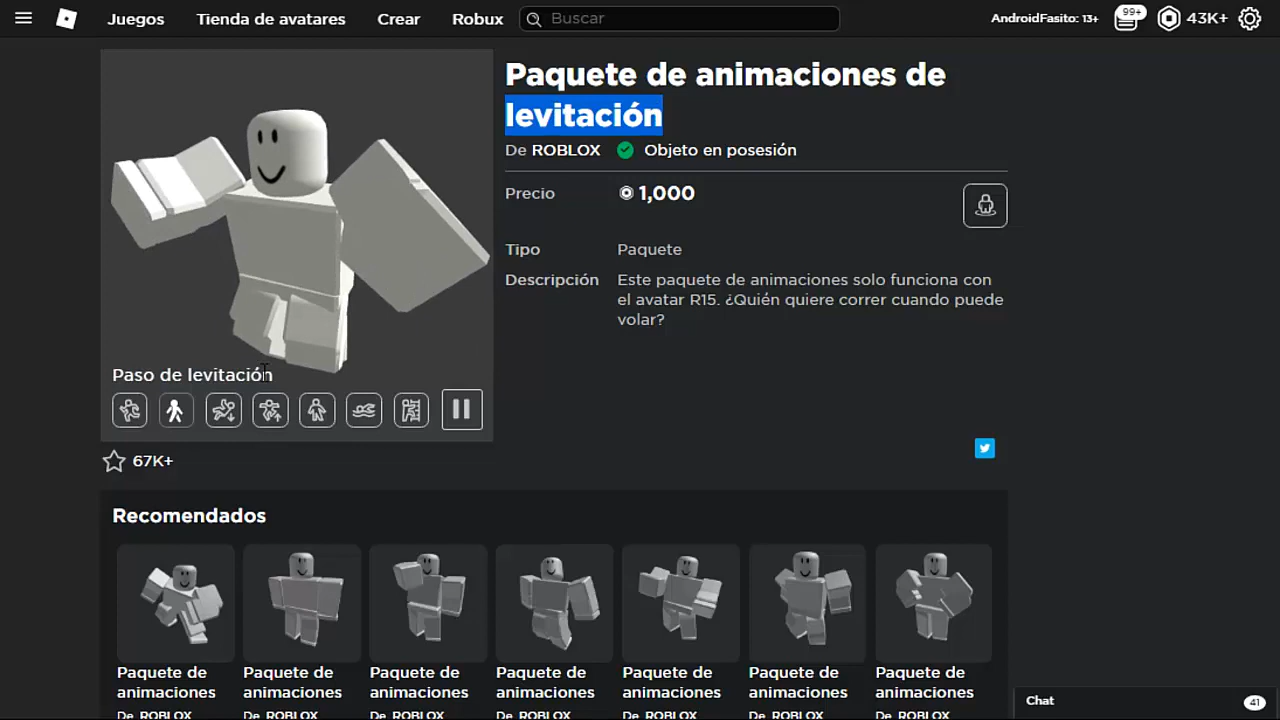 Juegos Tienda de avatares Crear Robux Buscar AndroidFasito: 13+ 99+ 43K+
Paquete de animaciones de
levitación
De ROBLOX Objeto en posesión
Precio 1,000
Tipo Paquete
Descripción Este paquete de animaciones solo funciona con
el avatar R15. ¿Quién quiere correr cuando puede
volar?
Paso de levitación
67K+
Recomendados
Paquete de Paquete de Paquete de Paquete de Paquete de Paquete de Paquete de
animaciones animaciones animaciones animaciones animaciones animaciones animaciones
De ROBLOX De ROBLOX De ROBLOX De ROBLOX De ROBLOX De ROBLOX De ROBLOX
Chat 41